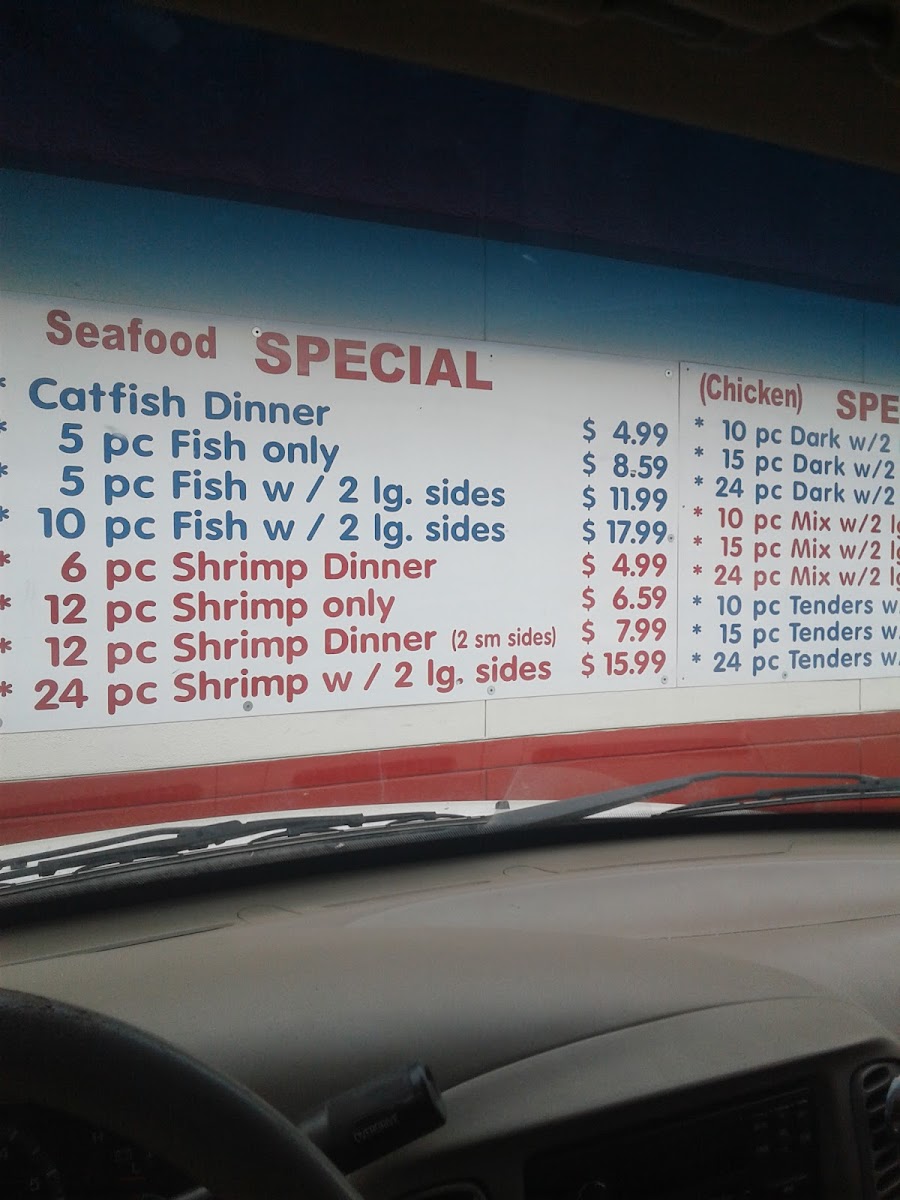 Seafood SPECIAL
* Catfish Dinner $ 4.99
* 5 pc Fish only $ 8.59
* 5 pc Fish w / 2 lg. sides $ 11.99
* 10 pc Fish w / 2 lg. sides $ 17.99
* 6 pc Shrimp Dinner $ 4.99
* 12 pc Shrimp only $ 6.59
* 12 pc Shrimp Dinner (2 sm sides) $ 7.99
* 24 pc Shrimp w / 2 lg. sides $ 15.99
(Chicken) SPE
* 10 pc Dark w/2
* 15 pc Dark w/2
* 24 pc Dark w/2
* 10 pc Mix w/2 lg
* 15 pc Mix w/2 l
* 24 pc Mix w/2 l
* 10 pc Tenders w
* 15 pc Tenders w
* 24 pc Tenders w